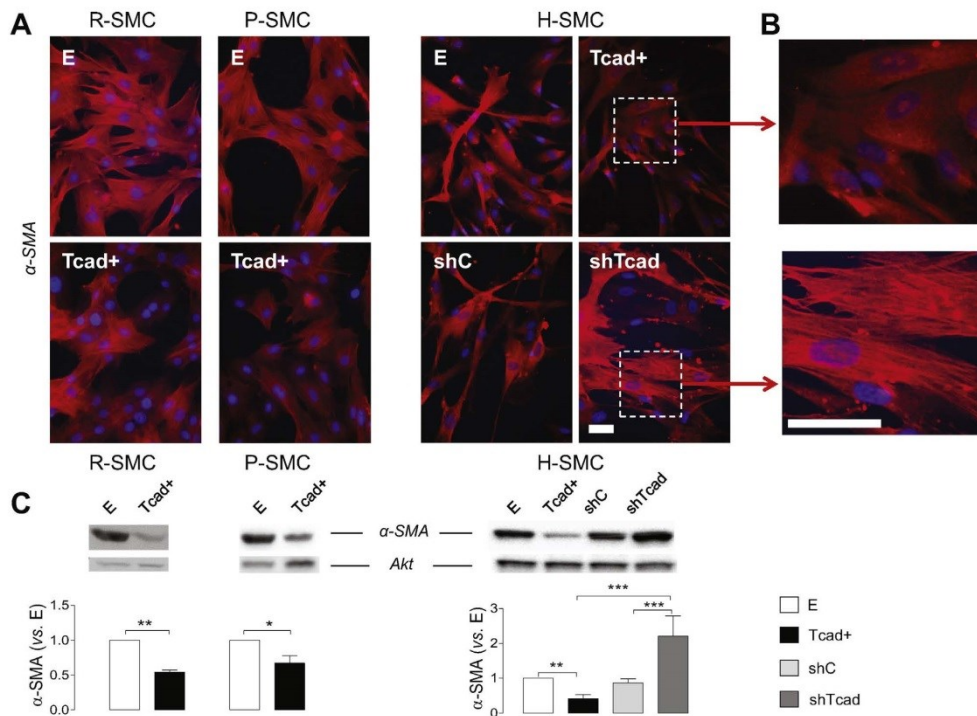 A R-SMC P-SMC H-SMC B
E E E Tcad+
α-SMA
Tcad+ Tcad+ shC shTcad
R-SMC P-SMC H-SMC
C E Tcad+ E Tcad+ E Tcad+ shC shTcad
α-SMA
Akt
α-SMA (vs. E)
1.5
1.0
0.5
0.0
**
*
α-SMA (vs. E)
3
2
1
0
**
***
***
E
Tcad+
shC
shTcad